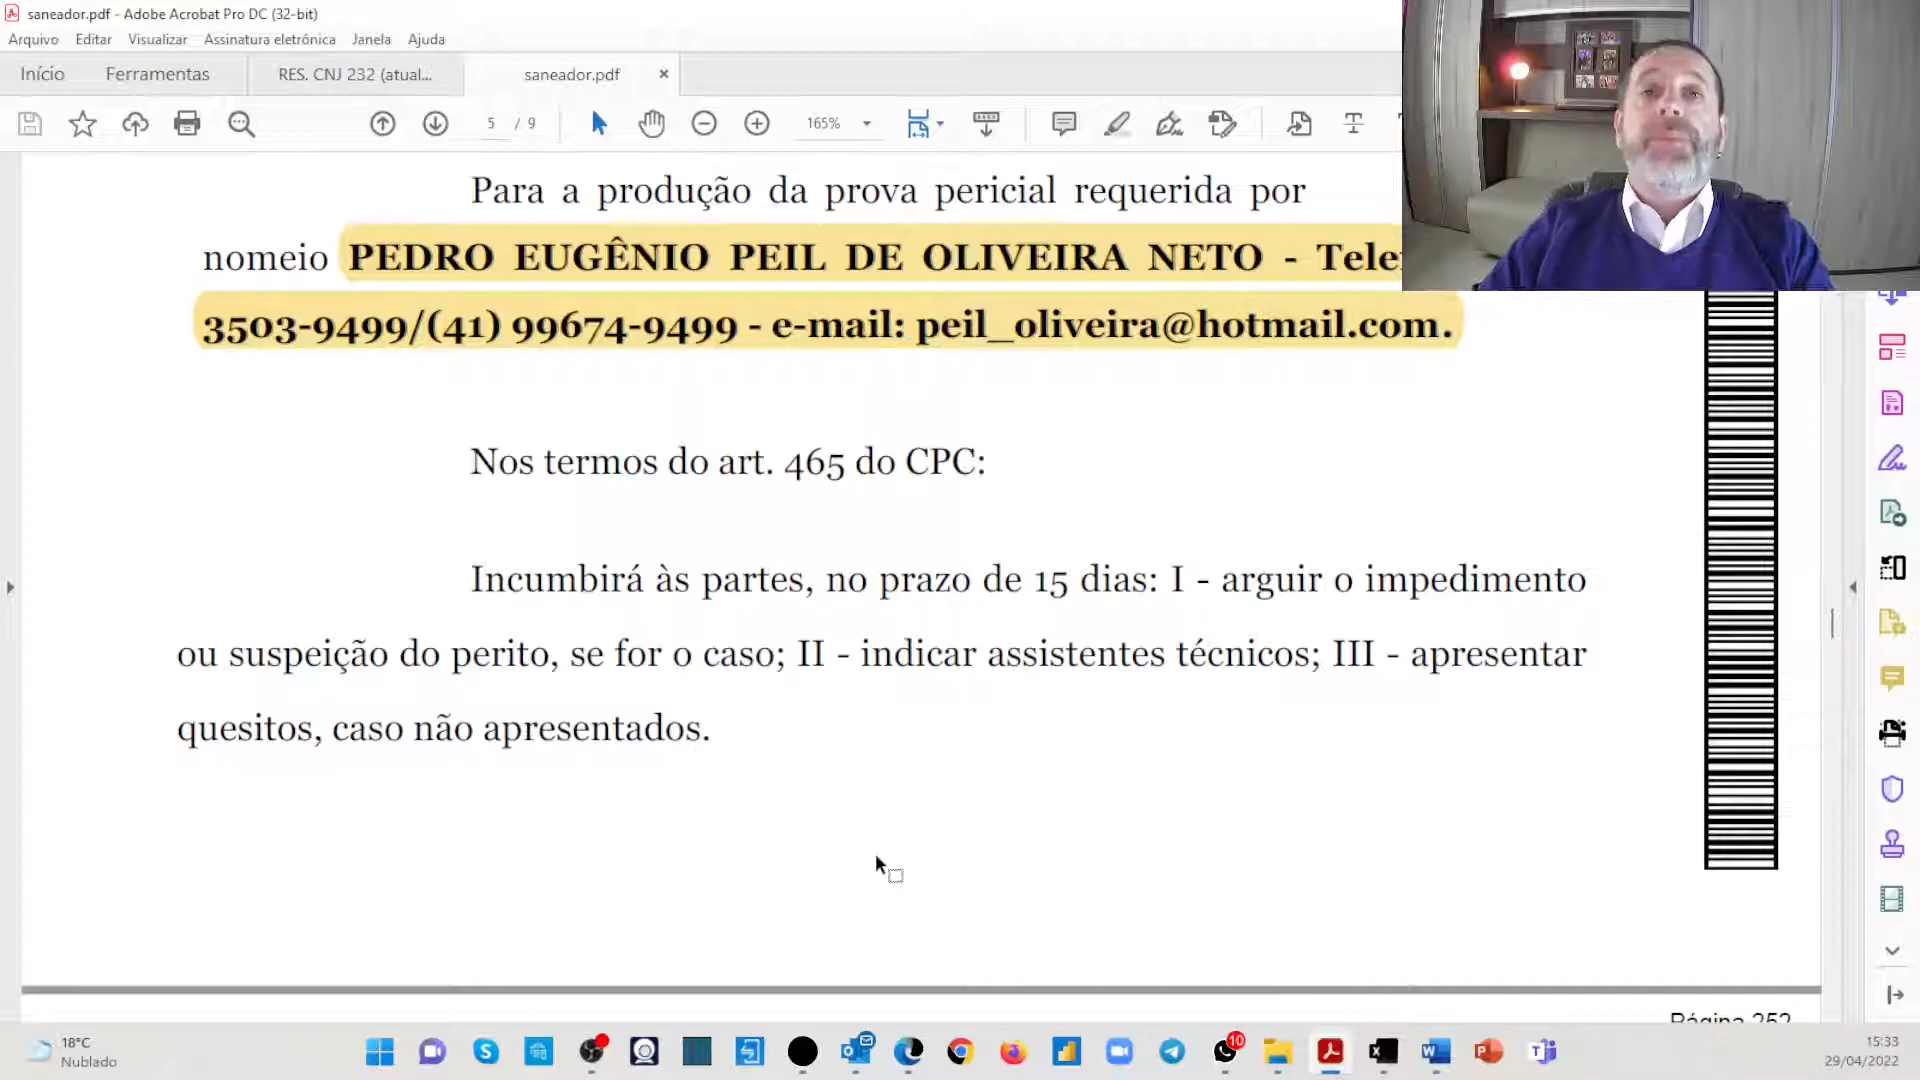 saneador.pdf - Adobe Acrobat Pro DC (32-bit)
Arquivo Editar Visualizar Assinatura eletrônica Janela Ajuda
Início Ferramentas RES. CNJ 232 (atual... saneador.pdf ×
5 / 9 165%
Para a produção da prova pericial requerida por
nomeio PEDRO EUGÊNIO PEIL DE OLIVEIRA NETO -
3503-9499/(41) 99674-9499 - e-mail: peil_oliveira@hotmail.com.
Nos termos do art. 465 do CPC:
Incumbirá às partes, no prazo de 15 dias: I - arguir o impedimento
ou suspeição do perito, se for o caso; II - indicar assistentes técnicos; III - apresentar
quesitos, caso não apresentados.
Página 252
18°C
Nublado
10
15:33
29/04/2022